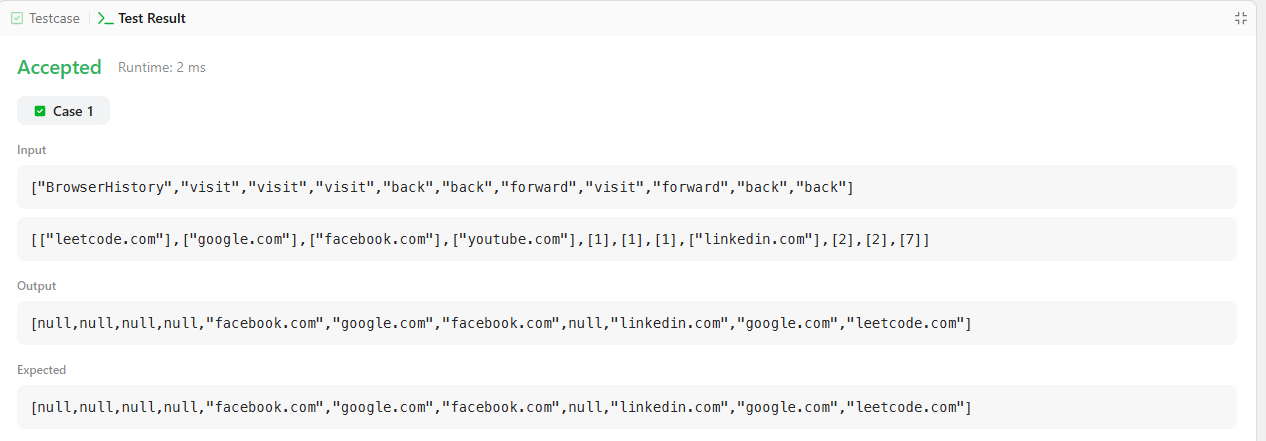 Testcase Test Result
Accepted Runtime: 2 ms
Case 1
Input
["BrowserHistory","visit","visit","visit","back","back","forward","visit","forward","back","back"]
[["leetcode.com"],["google.com"],["facebook.com"],["youtube.com"],[1],[1],[1],["linkedin.com"],[2],[2],[7]]
Output
[null,null,null,null,"facebook.com","google.com","facebook.com",null,"linkedin.com","google.com","leetcode.com"]
Expected
[null,null,null,null,"facebook.com","google.com","facebook.com",null,"linkedin.com","google.com","leetcode.com"]